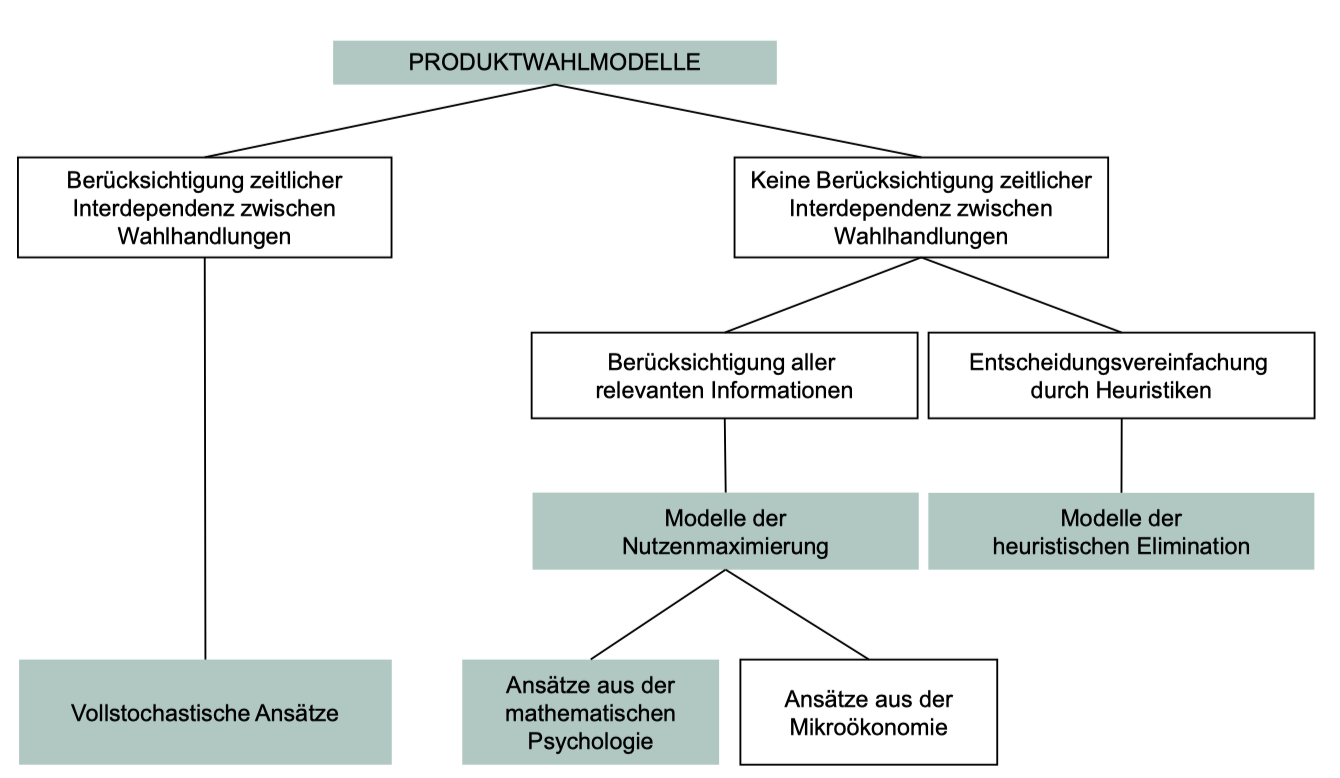 PRODUKTWAHLMODELLE
Berücksichtigung zeitlicher
Interdependenz zwischen
Wahlhandlungen
Keine Berücksichtigung zeitlicher
Interdependenz zwischen
Wahlhandlungen
Berücksichtigung aller
relevanten Informationen
Entscheidungsvereinfachung
durch Heuristiken
Modelle der
Nutzenmaximierung
Modelle der
heuristischen Elimination
Vollstochastische Ansätze
Ansätze aus der
mathematischen
Psychologie
Ansätze aus der
Mikroökonomie